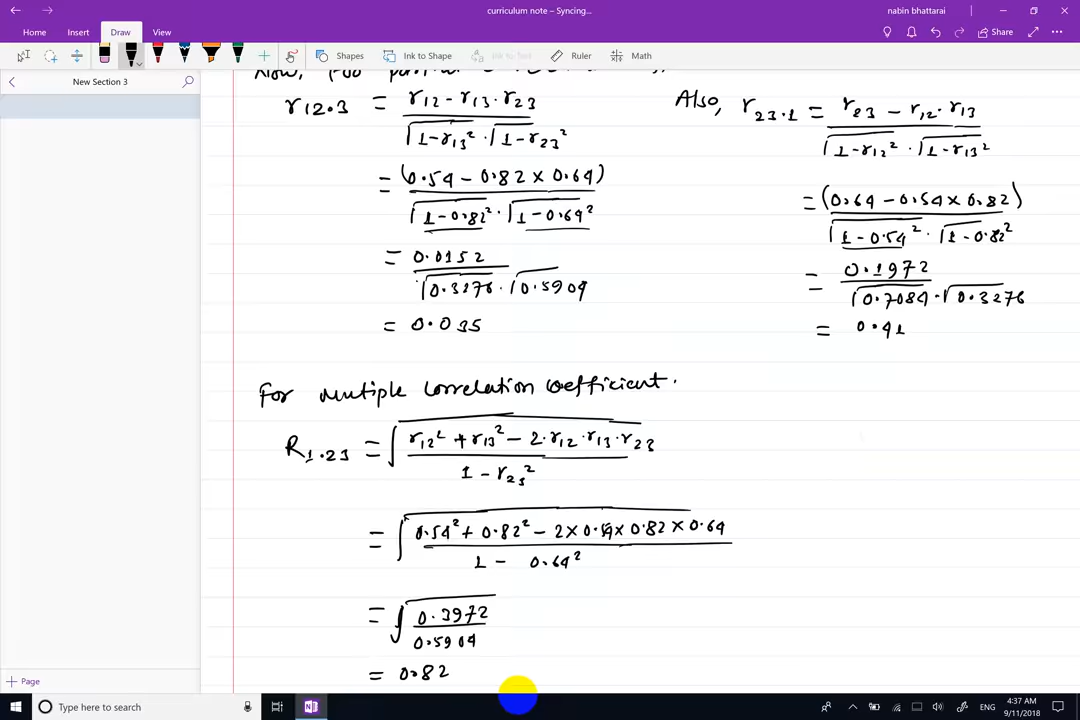 curriculum note – Syncing...
nabin bhattarai
Home Insert Draw View
Share
Shapes Ink to Shape Ink to Text Ruler Math
New Section 3
Now, For
r12.3 = r12 - r13 · r23 / √1-r13² · √1-r23²
= (0.54 - 0.82 × 0.64) / √1-0.82² · √1-0.64²
= 0.0152 / √0.3276 · √0.5904
= 0.035
Also, r23.1 = r23 - r12 · r13 / √1-r12² · √1-r13²
= (0.64 - 0.54 × 0.82) / √1-0.54² · √1-0.82²
= 0.1972 / √0.7084 · √0.3276
= 0.41
For multiple correlation coefficient.
R1.23 = √ r12² + r13² - 2·r12·r13·r23 / 1 - r23²
= √ 0.54² + 0.82² - 2×0.54×0.82×0.64 / 1 - 0.64²
= √ 0.3972 / 0.5904
= 0.82
+ Page
Type here to search
ENG
4:37 AM
9/11/2018